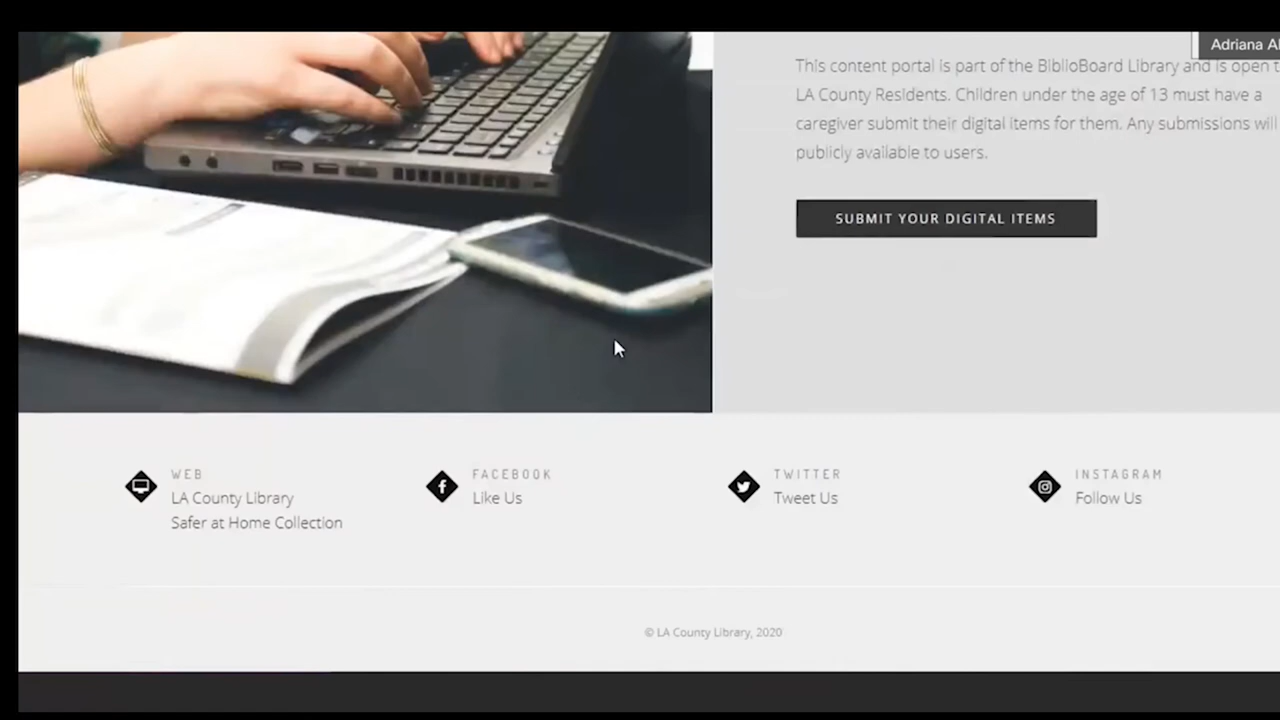 Adriana
This content portal is part of the BiblioBoard Library and is open
LA County Residents. Children under the age of 13 must have a
caregiver submit their digital items for them. Any submissions will
publicly available to users.
SUBMIT YOUR DIGITAL ITEMS
WEB
LA County Library
Safer at Home Collection
FACEBOOK
Like Us
TWITTER
Tweet Us
INSTAGRAM
Follow Us
© LA County Library, 2020